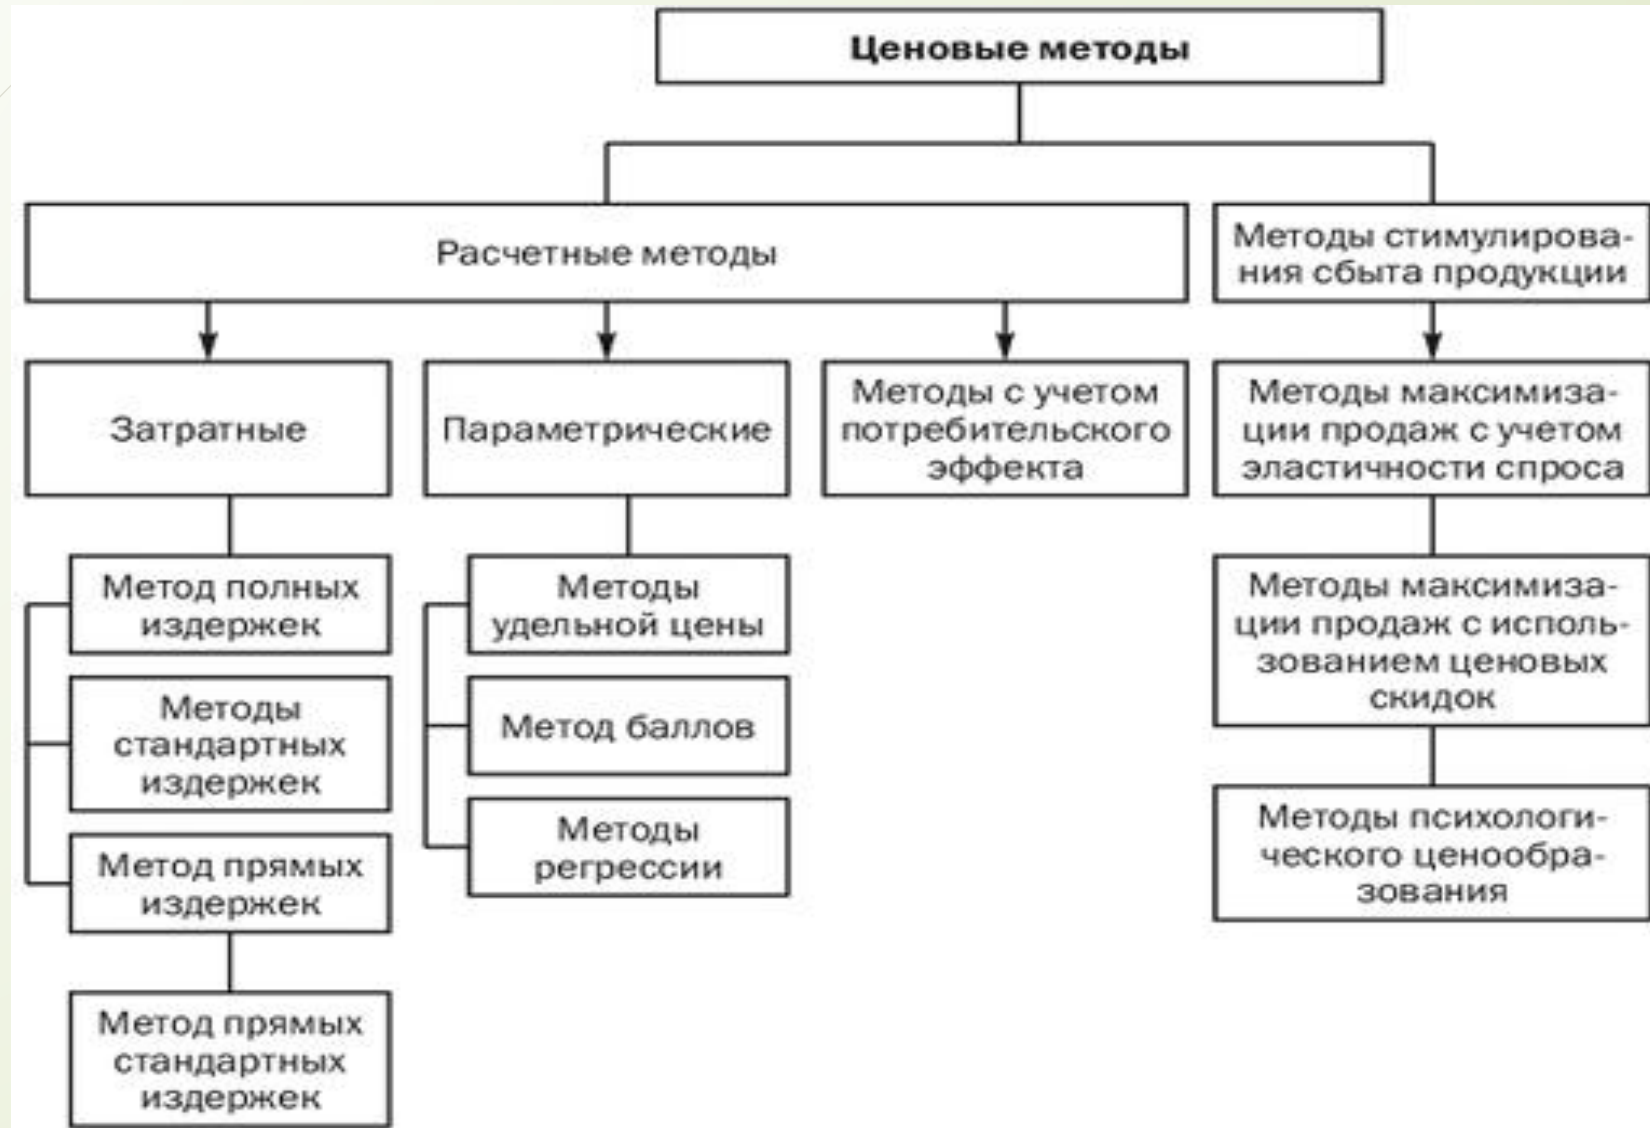 Ценовые методы
Расчетные методы
Методы стимулирова-
ния сбыта продукции
Затратные
Параметрические
Методы с учетом
потребительского
эффекта
Методы максимиза-
ции продаж с учетом
эластичности спроса
Метод полных
издержек
Методы
стандартных
издержек
Метод прямых
издержек
Метод прямых
стандартных
издержек
Методы
удельной цены
Метод баллов
Методы
регрессии
Методы максимиза-
ции продаж с исполь-
зованием ценовых
скидок
Методы психологи-
ческого ценообра-
зования